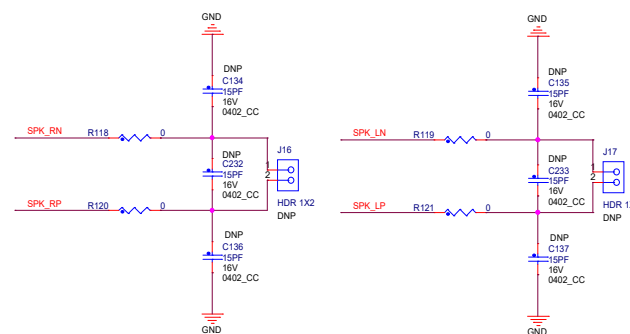 GND
DNP
C134
15PF
16V
0402_CC
SPK_RN
R118
0
J16
DNP
C232
15PF
16V
0402_CC
1
2
SPK_RP
R120
0
HDR 1X2
DNP
DNP
C136
15PF
16V
0402_CC
GND
GND
DNP
C135
15PF
16V
0402_CC
SPK_LN
R119
0
J17
DNP
C233
15PF
16V
0402_CC
1
2
SPK_LP
R121
0
HDR 1
DNP
DNP
C137
15PF
16V
0402_CC
GND